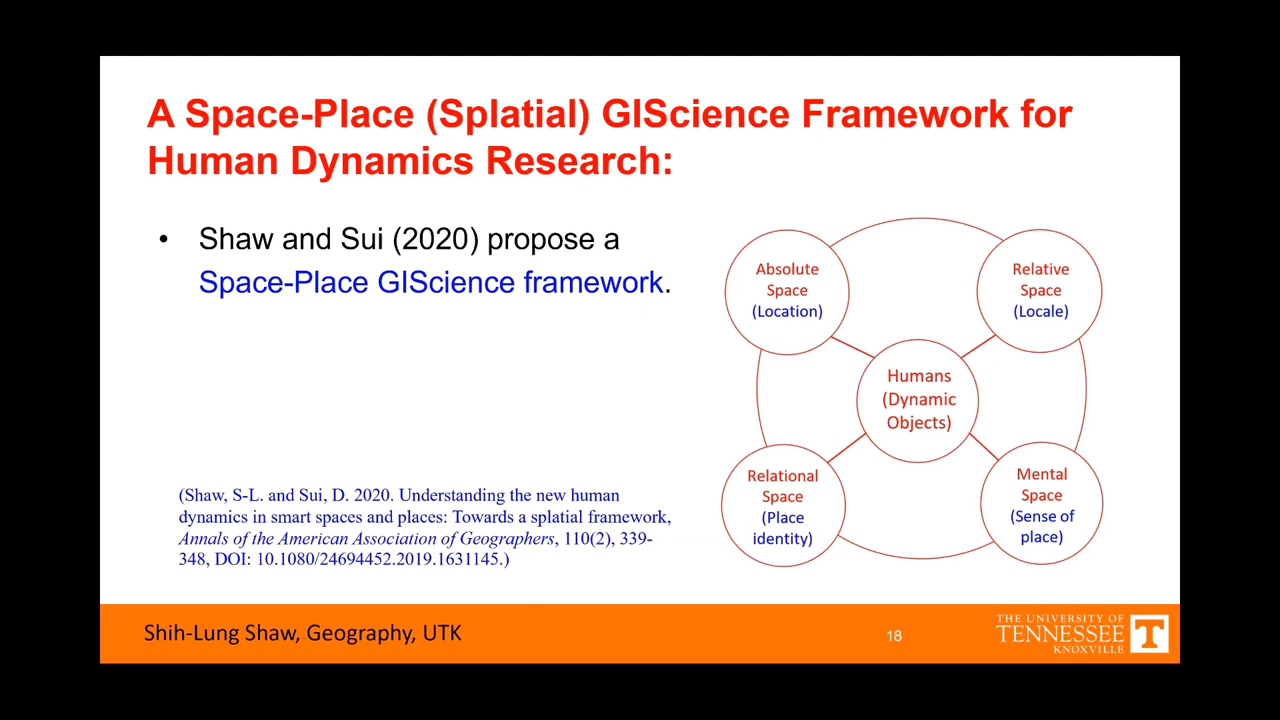 A Space-Place (Splatial) GIScience Framework for
Human Dynamics Research:
• Shaw and Sui (2020) propose a
Space-Place GIScience framework.
Absolute
Space
(Location)
Relative
Space
(Locale)
Humans
(Dynamic
Objects)
Relational
Space
(Place
identity)
Mental
Space
(Sense of
place)
(Shaw, S-L. and Sui, D. 2020. Understanding the new human
dynamics in smart spaces and places: Towards a splatial framework,
Annals of the American Association of Geographers, 110(2), 339-
348, DOI: 10.1080/24694452.2019.1631145.)
Shih-Lung Shaw, Geography, UTK
18
THE UNIVERSITY OF
TENNESSEE
KNOXVILLE
T